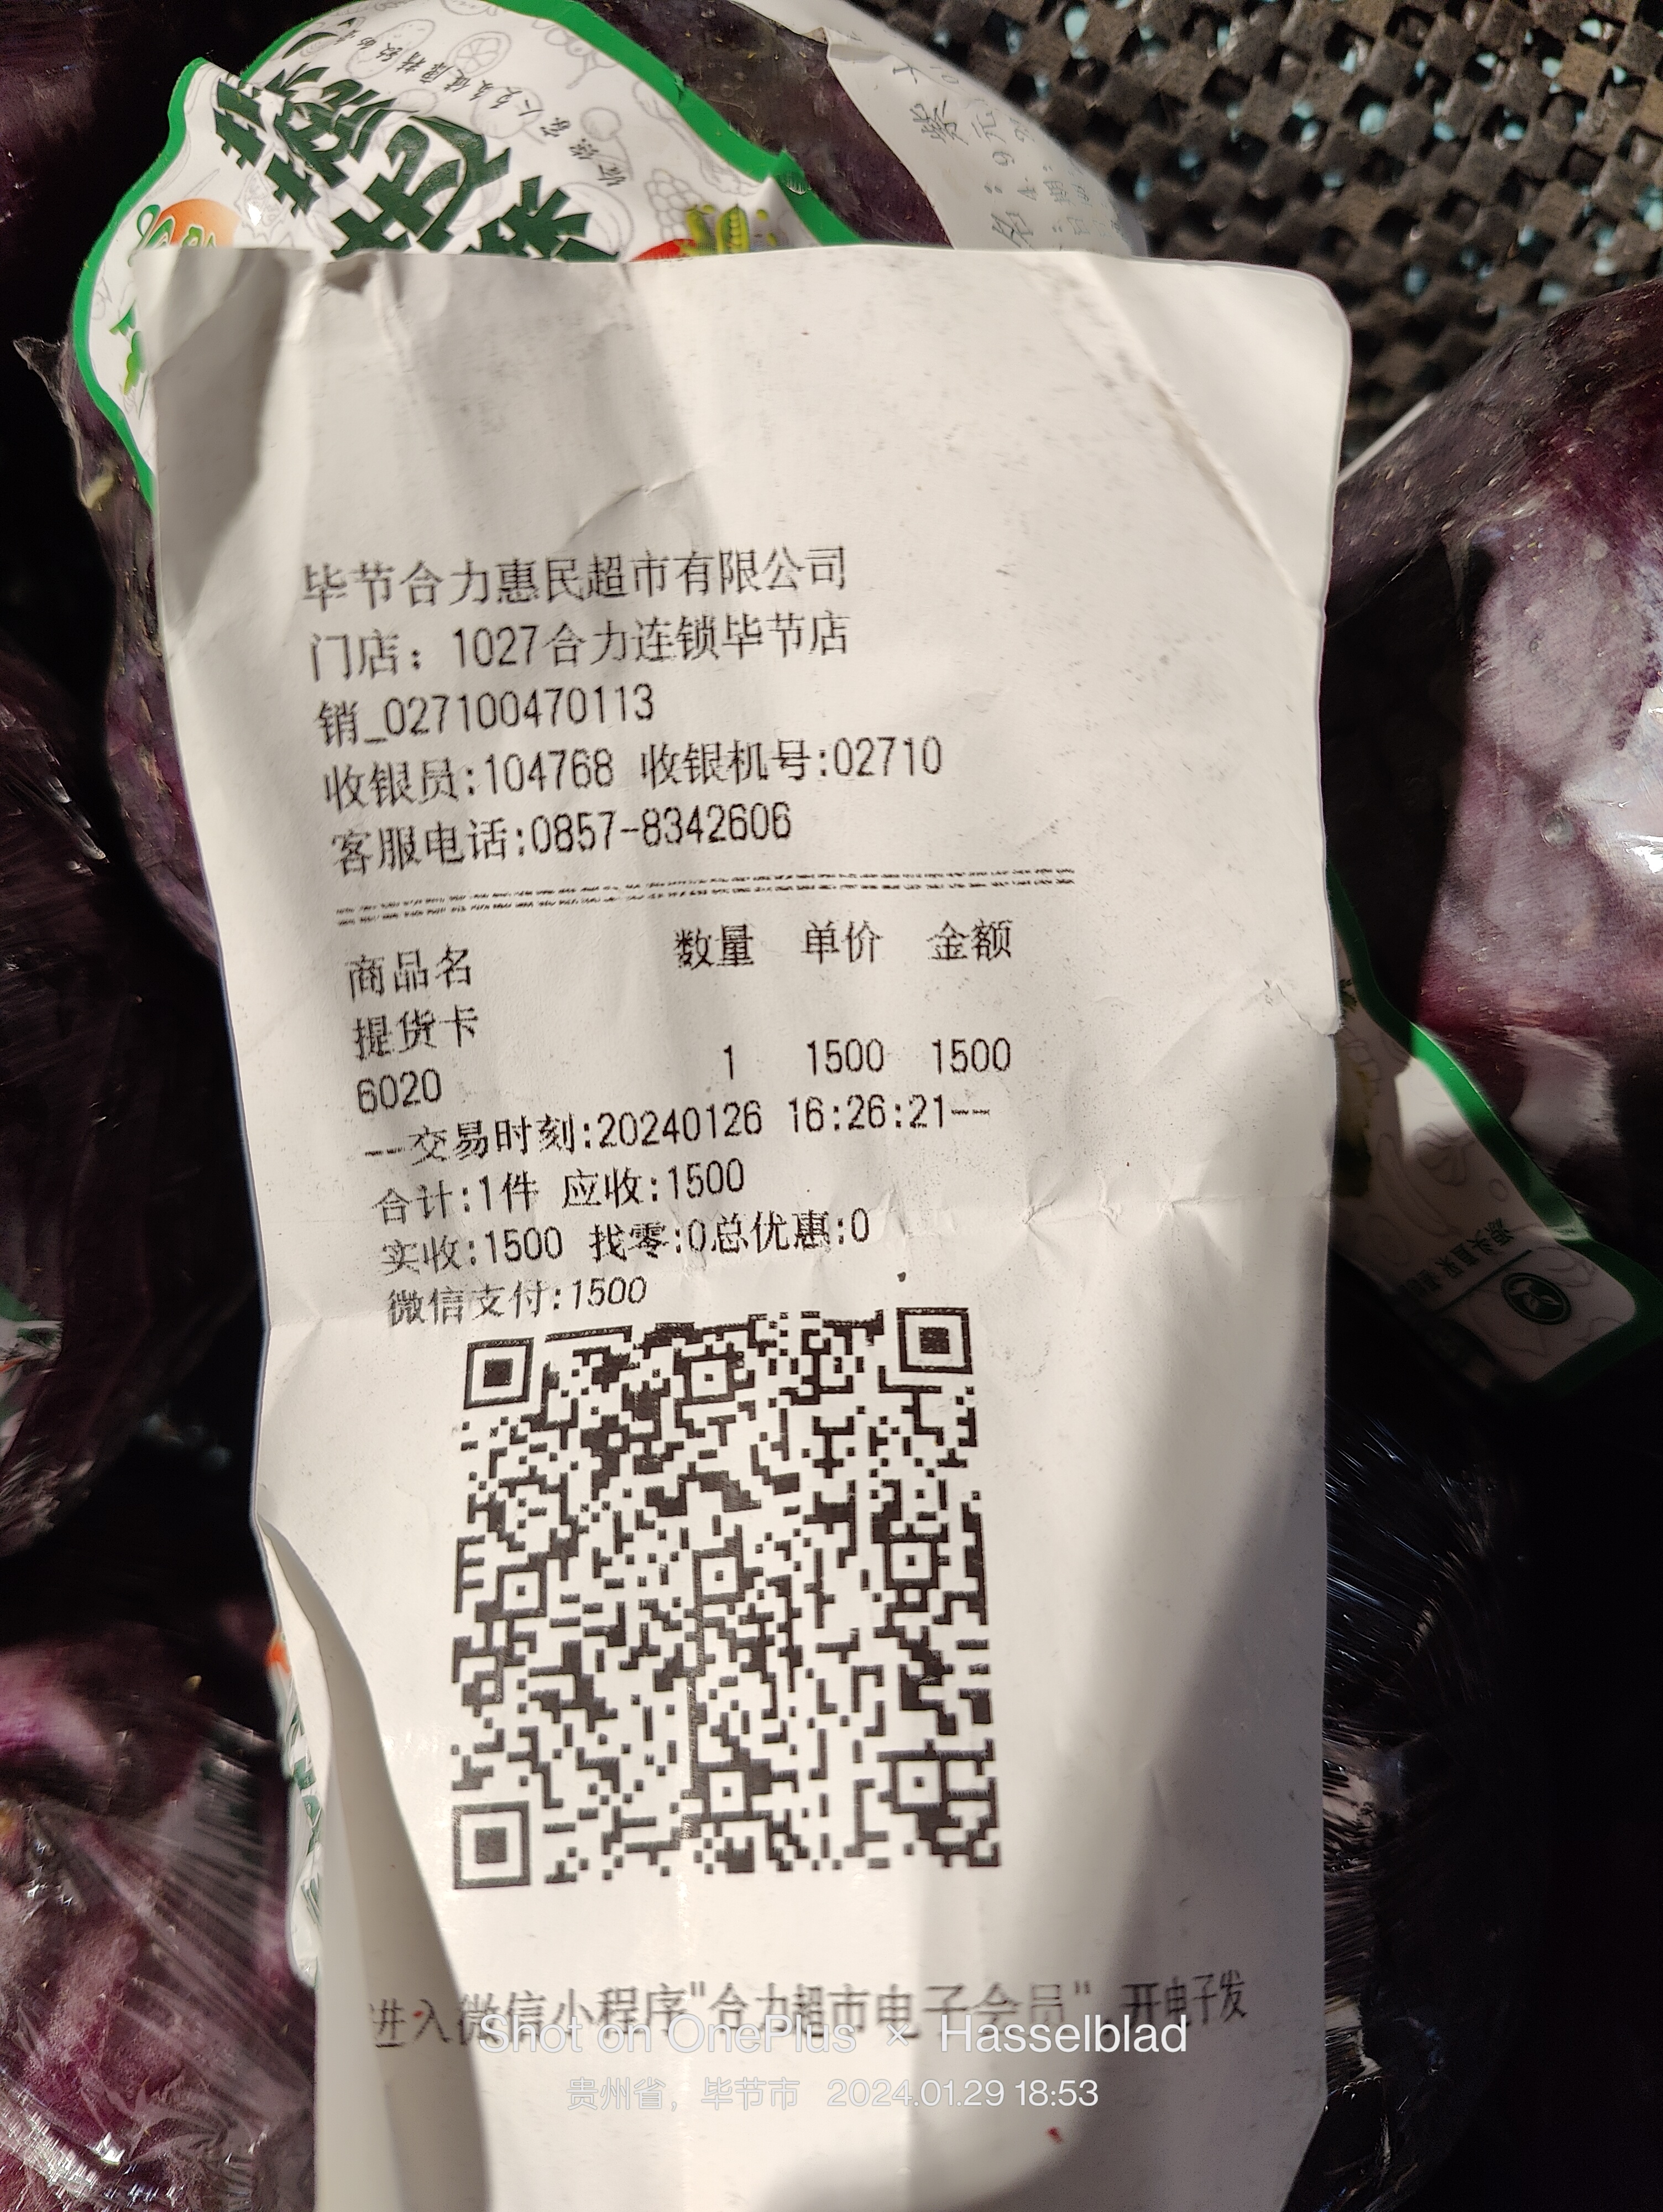 蔬菜
毕节合力惠民超市有限公司
门店：1027合力连锁毕节店
销_027100470113
收银员:104768 收银机号:02710
客服电话:0857-8342606
商品名 数量 单价 金额
提货卡
6020 1 1500 1500
--交易时刻:20240126 16:26:21--
合计:1件 应收:1500
实收:1500 找零:0总优惠:0
微信支付:1500
进入微信小程序"合力超市电子会员" 开电子发
Shot on OnePlus × Hasselblad
贵州省，毕节市 2024.01.29 18:53